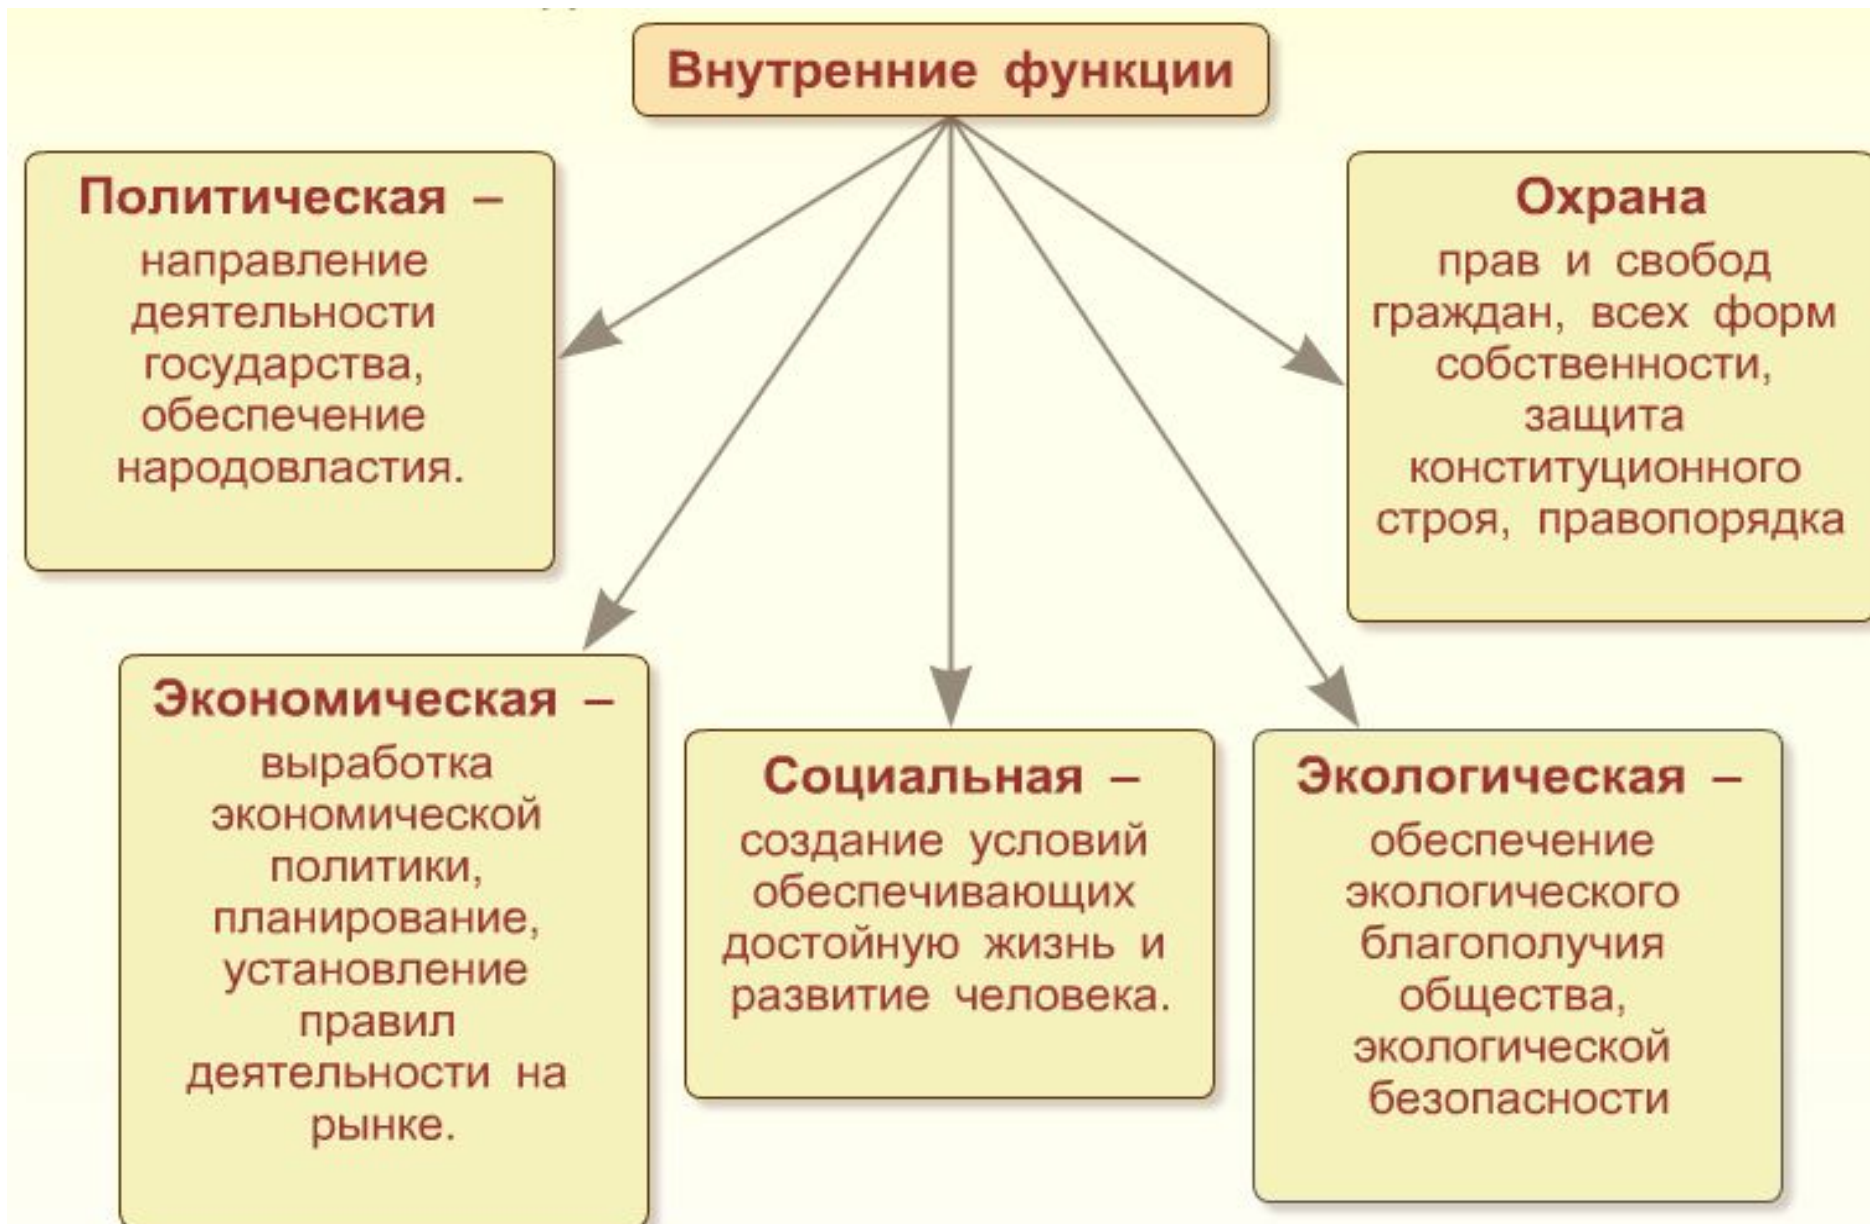 Внутренние функции
Политическая –
направление
деятельности
государства,
обеспечение
народовластия.
Охрана
прав и свобод
граждан, всех форм
собственности,
защита
конституционного
строя, правопорядка
Экономическая –
выработка
экономической
политики,
планирование,
установление
правил
деятельности на
рынке.
Социальная –
создание условий
обеспечивающих
достойную жизнь и
развитие человека.
Экологическая –
обеспечение
экологического
благополучия
общества,
экологической
безопасности